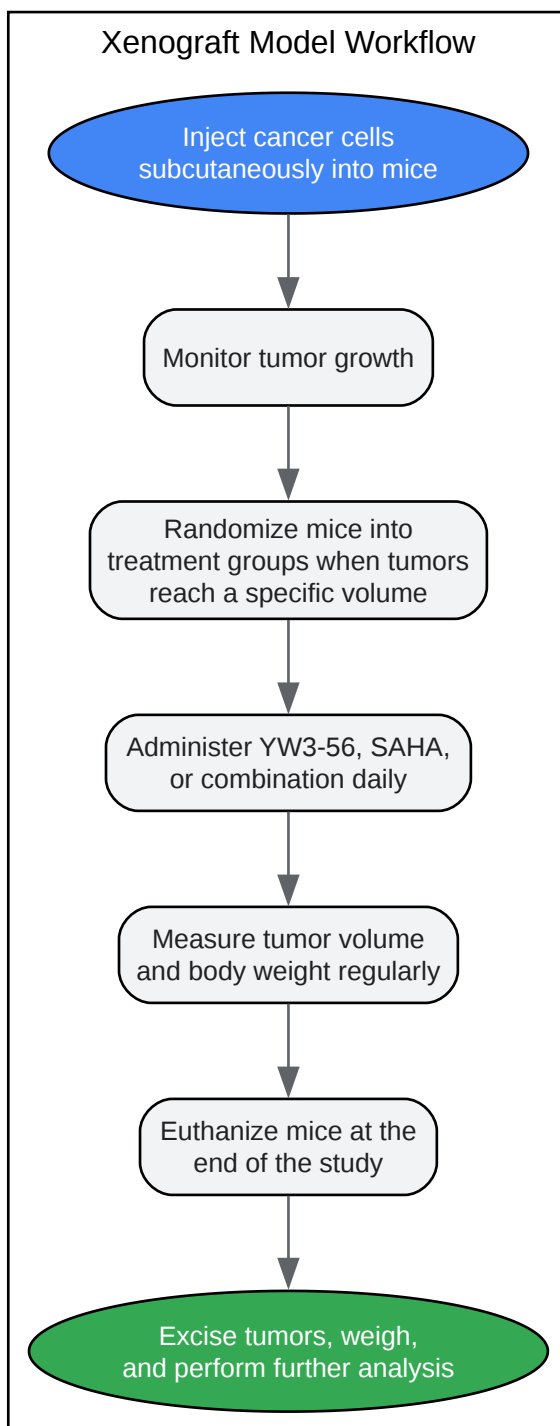 Xenograft Model Workflow
Inject cancer cells
subcutaneously into mice
Monitor tumor growth
Randomize mice into
treatment groups when tumors
reach a specific volume
Administer YW3-56, SAHA,
or combination daily
Measure tumor volume
and body weight regularly
Euthanize mice at the
end of the study
Excise tumors, weigh,
and perform further analysis